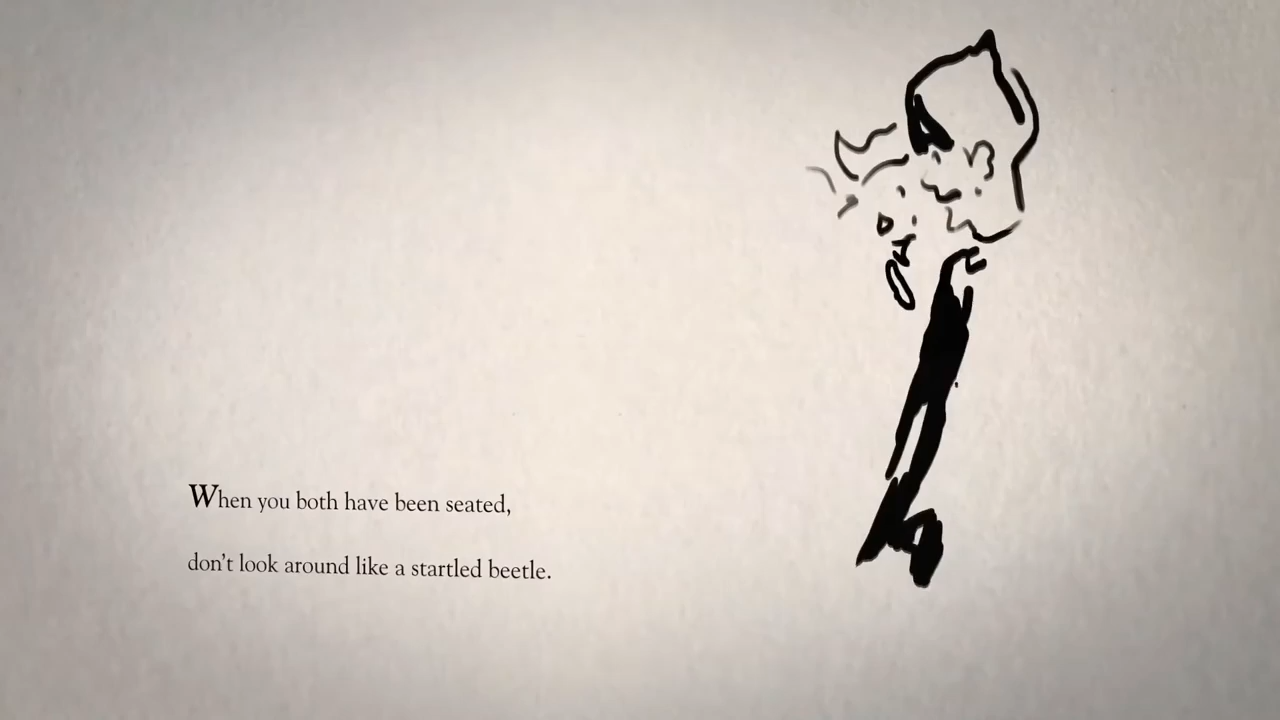 When you both have been seated,
don't look around like a startled beetle.